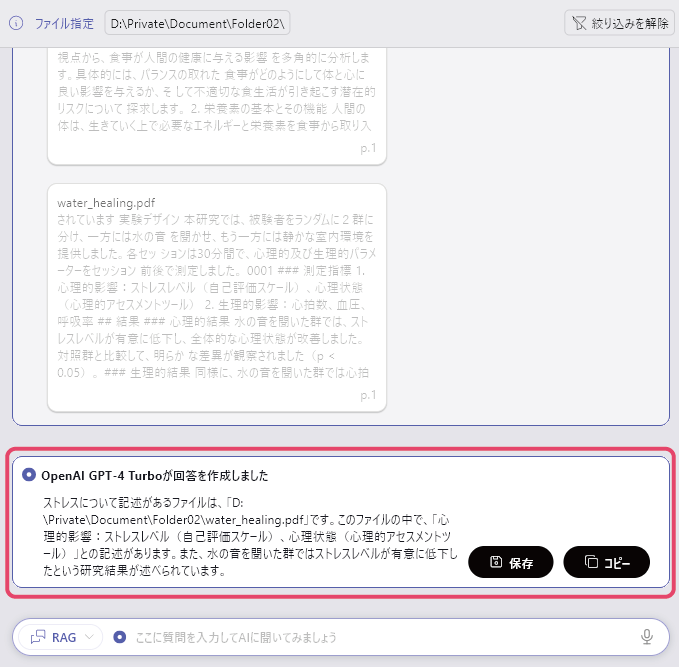 ファイル指定 D:\Private\Document\Folder02\ 絞り込みを解除
視点から、食事が人間の健康に与える影響 を多角的に分析しま
す。具体的には、バランスの取れた 食事がどのようにして体と心に
良い影響を与えるか、そ して不適切な食生活が引き起こす潜在的
リスクについて 探求します。 2. 栄養素の基本とその機能 人間の
体は、生きていく上で必要なエネルギーと栄養素を食事から取り入
p.1
water_healing.pdf
されています 実験デザイン 本研究では、被験者をランダムに 2 群に
分け、一方には水の音 を聞かせ、もう一方には静かな室内環境を
提供しました。各セッ ションは30分間で、心理的及び生理的パラメ
ーターをセッション 前後で測定しました。 0001 ### 測定指標 1.
心理的影響：ストレスレベル（自己評価スケール）、心理状態
（心理的アセスメントツール） 2. 生理的影響：心拍数、血圧、
呼吸率 ## 結果 ### 心理的結果 水の音を聞いた群では、スト
レスレベルが有意に低下し、全体的な心理状態が改善しました。
対照群と比較して、明らか な差異が観察されました（p <
0.05）。 ### 生理的結果 同様に、水の音を聞いた群では心拍
p.1
OpenAI GPT-4 Turboが回答を作成しました
ストレスについて記述があるファイルは、「D:
\Private\Document\Folder02\water_healing.pdf」です。このファイルの中で、「心
理的影響：ストレスレベル（自己評価スケール）、心理状態（心理的アセスメントツ
ール）」との記述があります。また、水の音を聞いた群ではストレスレベルが有意に低下し
たという研究結果が述べられています。
保存 コピー
RAG ここに質問を入力してAIに聞いてみましょう